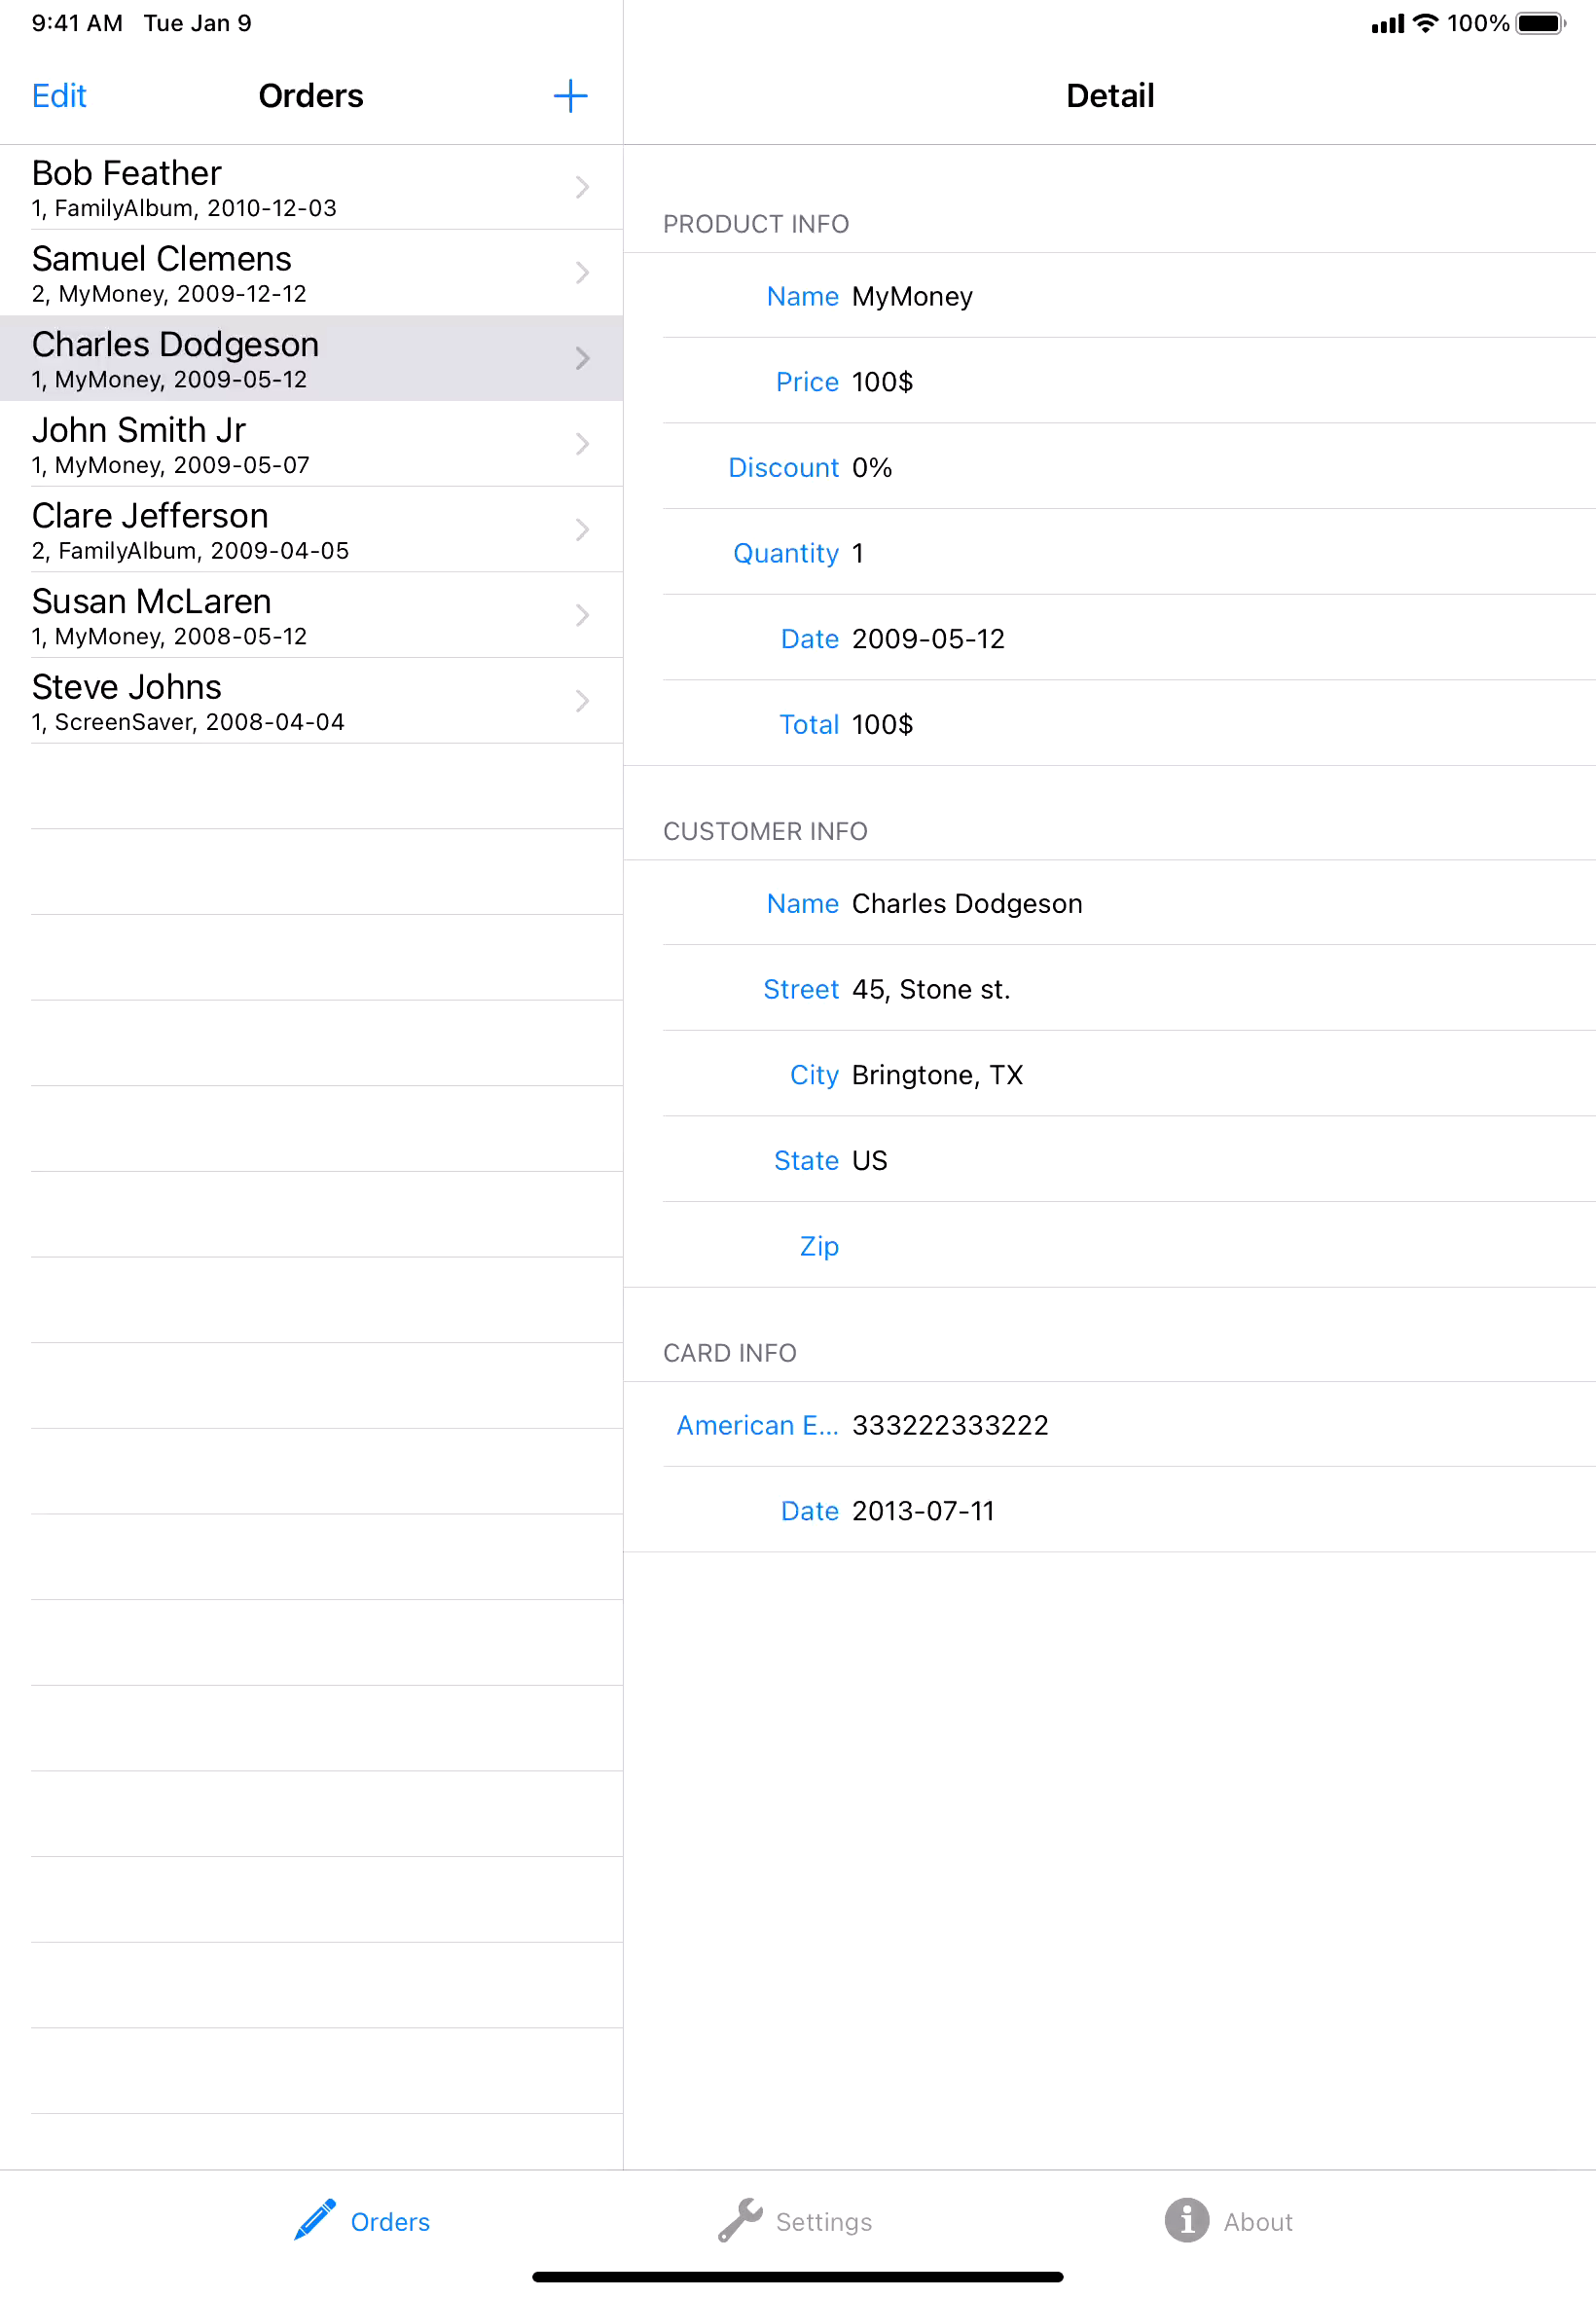 9:41 AM Tue Jan 9
100%
Edit Orders +
Bob Feather
1, FamilyAlbum, 2010-12-03
Samuel Clemens
2, MyMoney, 2009-12-12
Charles Dodgeson
1, MyMoney, 2009-05-12
John Smith Jr
1, MyMoney, 2009-05-07
Clare Jefferson
2, FamilyAlbum, 2009-04-05
Susan McLaren
1, MyMoney, 2008-05-12
Steve Johns
1, ScreenSaver, 2008-04-04
Detail
PRODUCT INFO
Name MyMoney
Price 100$
Discount 0%
Quantity 1
Date 2009-05-12
Total 100$
CUSTOMER INFO
Name Charles Dodgeson
Street 45, Stone st.
City Bringtone, TX
State US
Zip
CARD INFO
American E... 333222333222
Date 2013-07-11
Orders
Settings
About